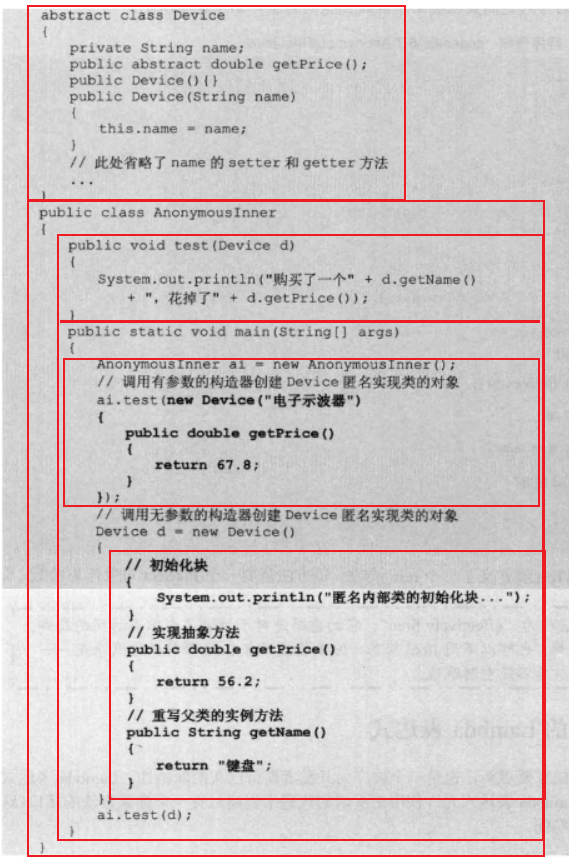 abstract class Device
{
private String name;
public abstract double getPrice();
public Device(){}
public Device(String name)
{
this.name = name;
}
// 此处省略了 name 的 setter 和 getter 方法
...
}
public class AnonymousInner
{
public void test(Device d)
{
System.out.println("购买了一个" + d.getName()
+ "，花掉了" + d.getPrice());
}
public static void main(String[] args)
{
AnonymousInner ai = new AnonymousInner();
// 调用有参数的构造器创建 Device 匿名实现类的对象
ai.test(new Device("电子示波器")
{
public double getPrice()
{
return 67.8;
}
});
// 调用无参数的构造器创建 Device 匿名实现类的对象
Device d = new Device()
{
// 初始化块
{
System.out.println("匿名内部类的初始化块...");
}
// 实现抽象方法
public double getPrice()
{
return 56.2;
}
// 重写父类的实例方法
public String getName()
{
return "键盘";
}
};
ai.test(d);
}
}